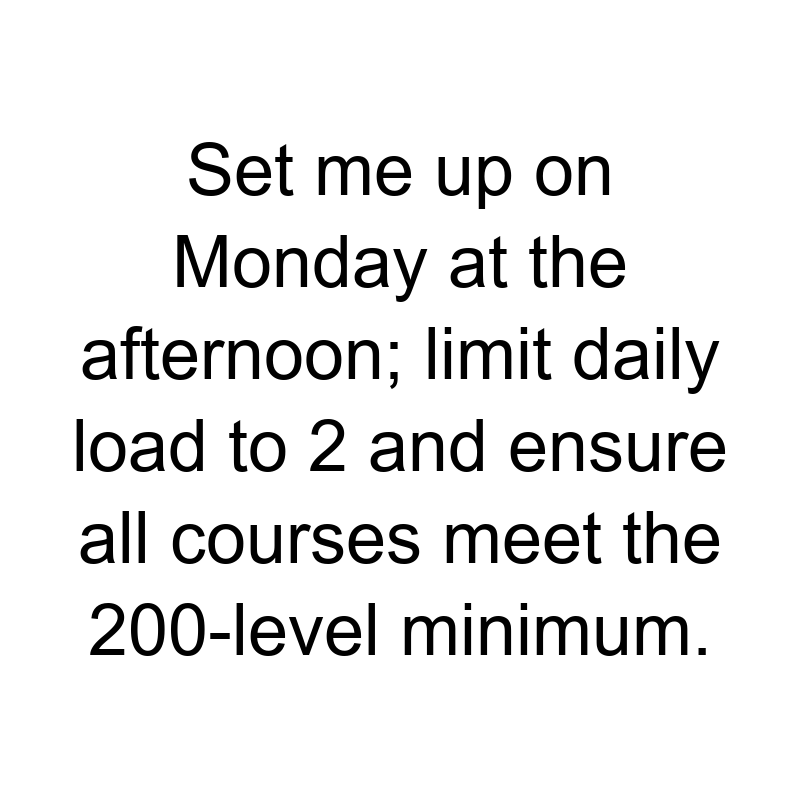 Set me up on
Monday at the
afternoon; limit daily
load to 2 and ensure
all courses meet the
200-level minimum.